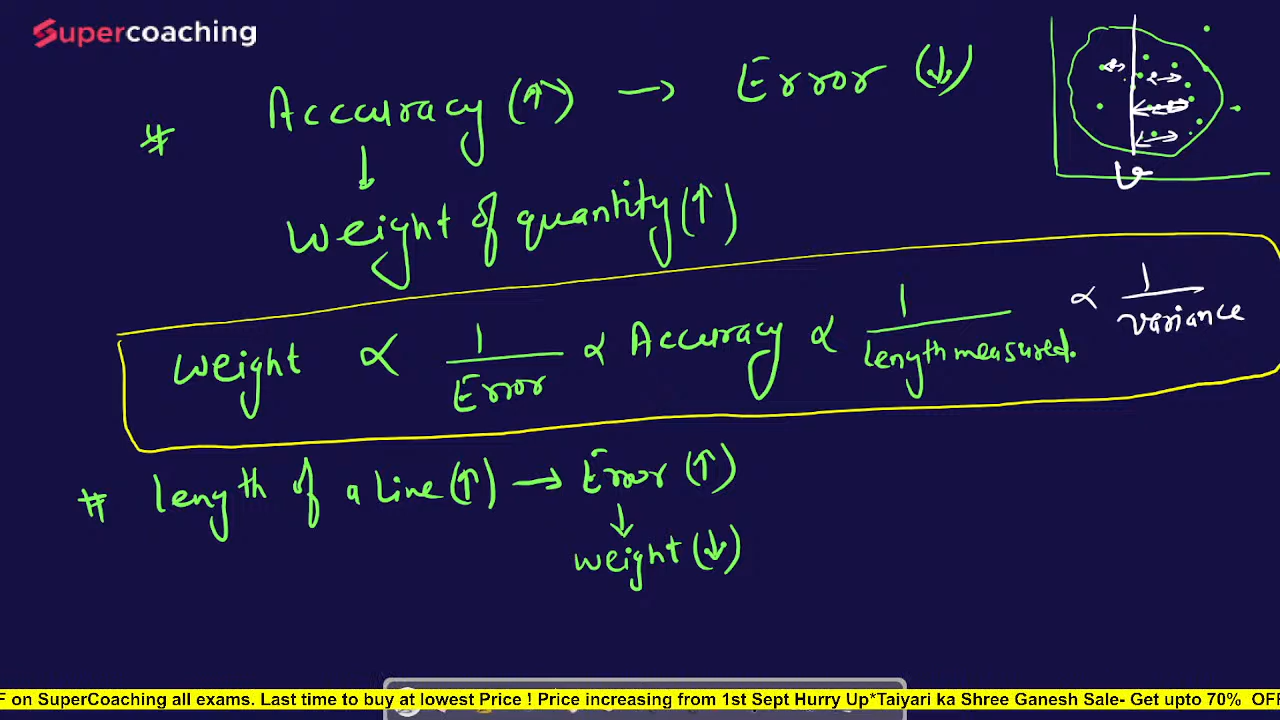 Supercoaching
* Accuracy (↑) → Error (↓)
↓
Weight of quantity (↑)
Weight ∝ 1/Error ∝ Accuracy ∝ 1/length measured. ∝ 1/variance
* length of a line (↑) → Error (↑)
↓
weight (↓)
F on SuperCoaching all exams. Last time to buy at lowest Price ! Price increasing from 1st Sept Hurry Up*Taiyari ka Shree Ganesh Sale- Get upto 70% OFF